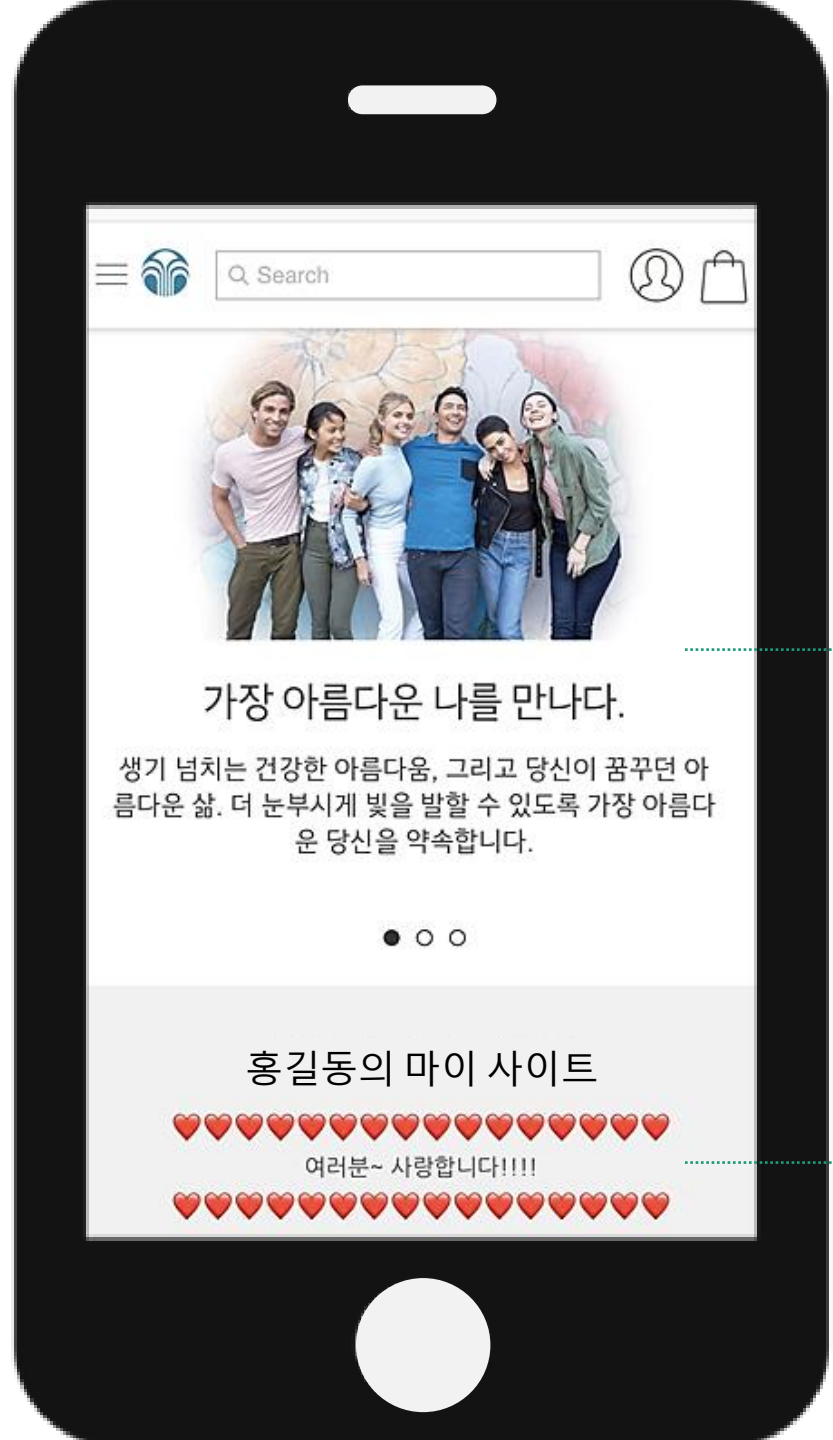 Search
가장 아름다운 나를 만나다.
생기 넘치는 건강한 아름다움, 그리고 당신이 꿈꾸던 아
름다운 삶. 더 눈부시게 빛을 발할 수 있도록 가장 아름다
운 당신을 약속합니다.
홍길동의 마이 사이트
❤️❤️❤️❤️❤️❤️❤️❤️❤️❤️❤️❤️❤️❤️❤️❤️
여러분~ 사랑합니다!!!!
❤️❤️❤️❤️❤️❤️❤️❤️❤️❤️❤️❤️❤️❤️❤️❤️